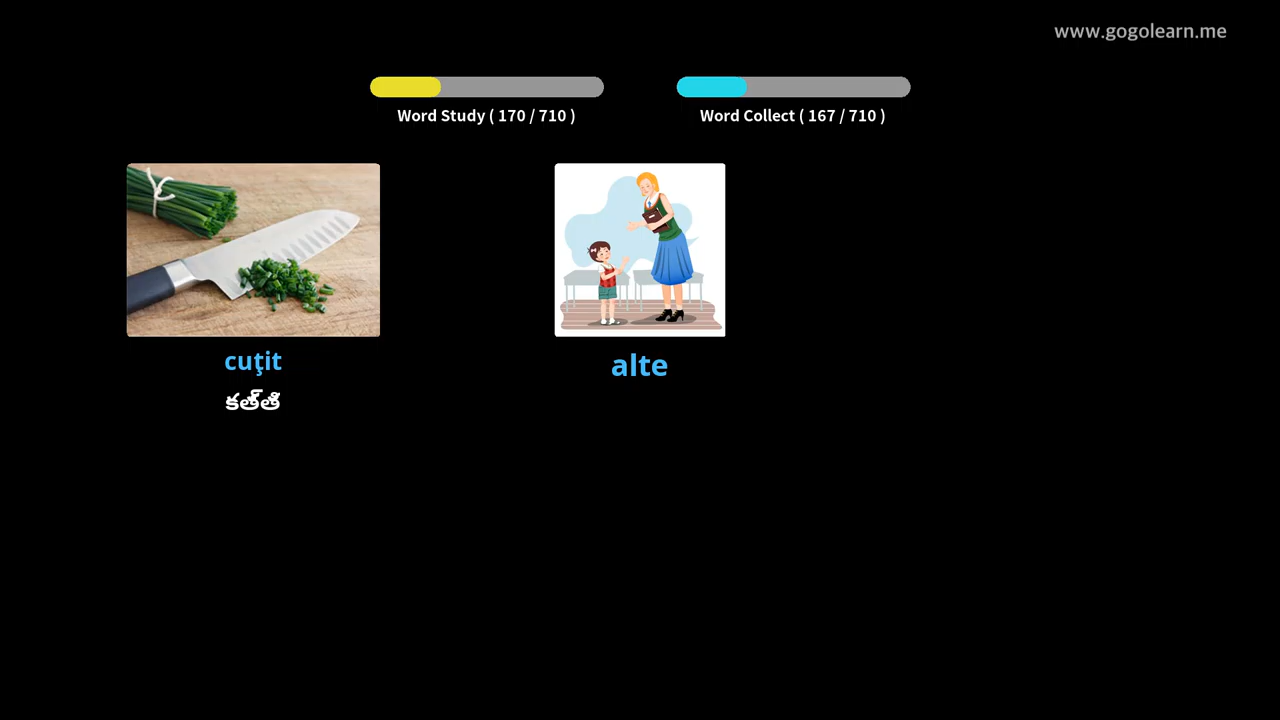 www.gogolearn.me
Word Study ( 170 / 710 )
Word Collect ( 167 / 710 )
cuţit
alte
కత్తి